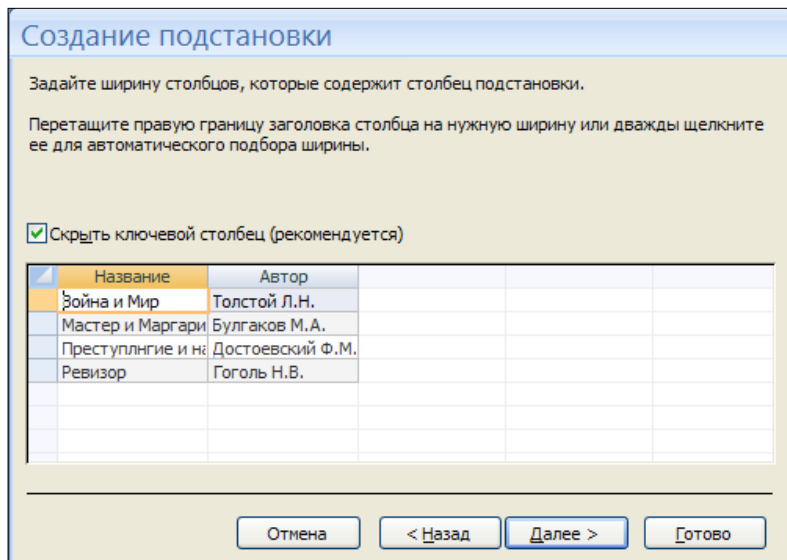 Создание подстановки
Задайте ширину столбцов, которые содержит столбец подстановки.
Перетащите правую границу заголовка столбца на нужную ширину или дважды щелкните
ее для автоматического подбора ширины.
Скрыть ключевой столбец (рекомендуется)
Название Автор
Война и Мир Толстой Л.Н.
Мастер и Маргари Булгаков М.А.
Преступлнгие и на Достоевский Ф.М.
Ревизор Гоголь Н.В.
Отмена < Назад Далее > Готово